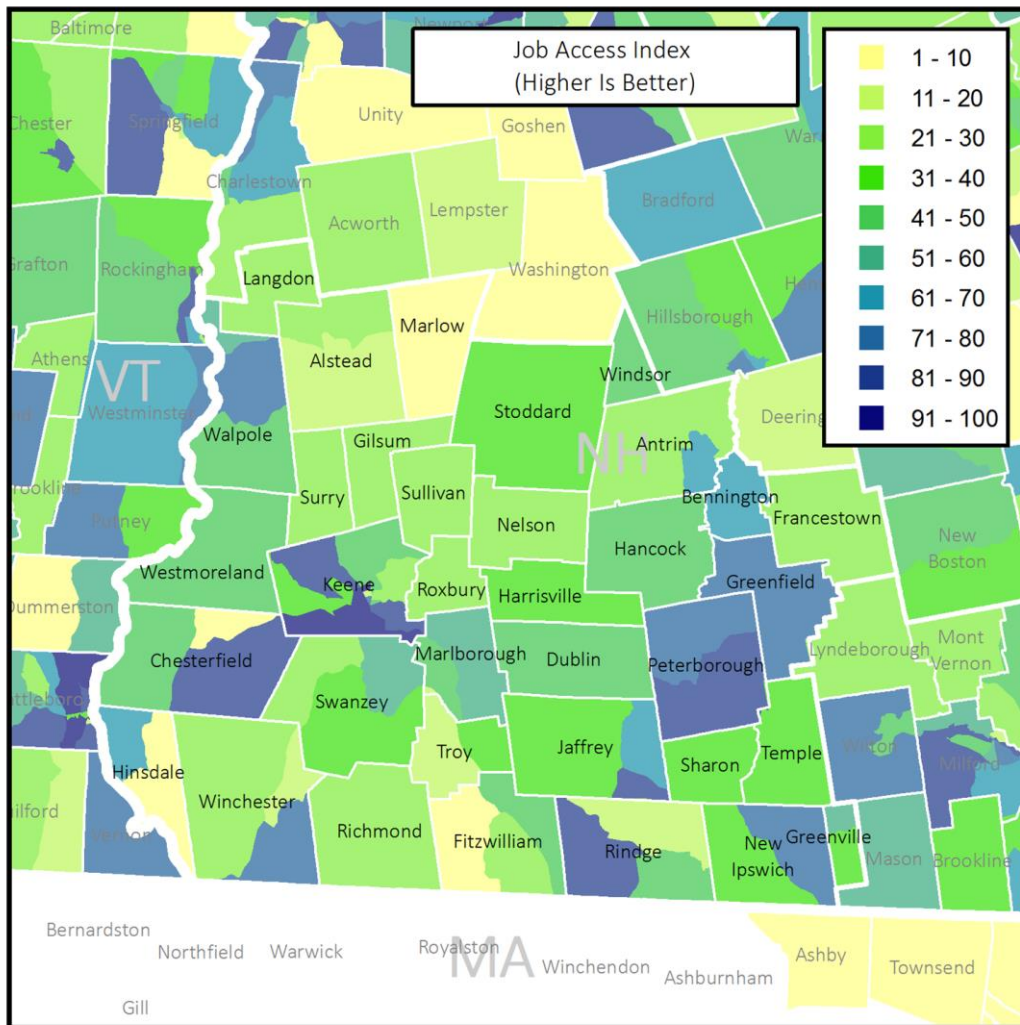 Baltimore
Newport
Job Access Index
(Higher Is Better)
1 - 10
11 - 20
21 - 30
31 - 40
41 - 50
51 - 60
61 - 70
71 - 80
81 - 90
91 - 100
Chester
Springfield
Unity
Goshen
Charlestown
Acworth
Lempster
Bradford
Grafton
Rockingham
Langdon
Washington
Hillsborough
Marlow
Athens
VT
Alstead
Windsor
Westminster
Stoddard
Deering
Walpole
Gilsum
NH
Antrim
Surry
Sullivan
Bennington
Francestown
Putney
Nelson
Hancock
New
Boston
Westmoreland
Keene
Roxbury
Harrisville
Greenfield
Dummerston
Chesterfield
Marlborough
Dublin
Peterborough
Lyndeborough
Mont
Vernon
ttleboro
Swanzey
Troy
Jaffrey
Sharon
Temple
Wilton
Milford
Hinsdale
Winchester
uilford
Vernon
Richmond
Fitzwilliam
Rindge
New
Ipswich
Greenville
Mason
Brookline
Bernardston
Northfield
Warwick
Royalston
MA
Winchendon
Ashburnham
Ashby
Townsend
Gill